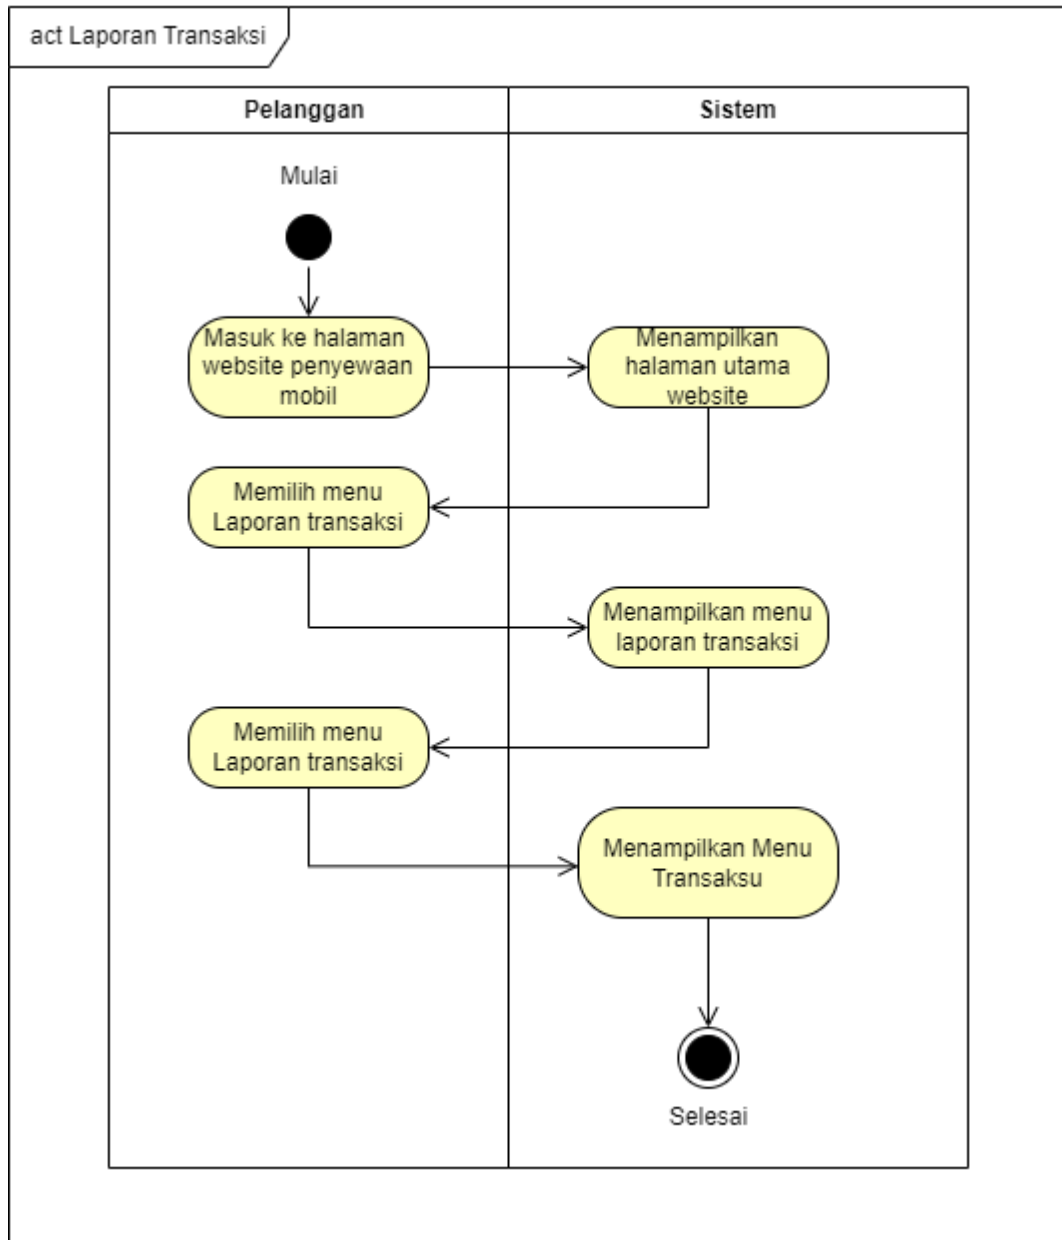 act Laporan Transaksi
Pelanggan
Sistem
Mulai
Masuk ke halaman
website penyewaan
mobil
Menampilkan
halaman utama
website
Memilih menu
Laporan transaksi
Menampilkan menu
laporan transaksi
Memilih menu
Laporan transaksi
Menampilkan Menu
Transaksu
Selesai